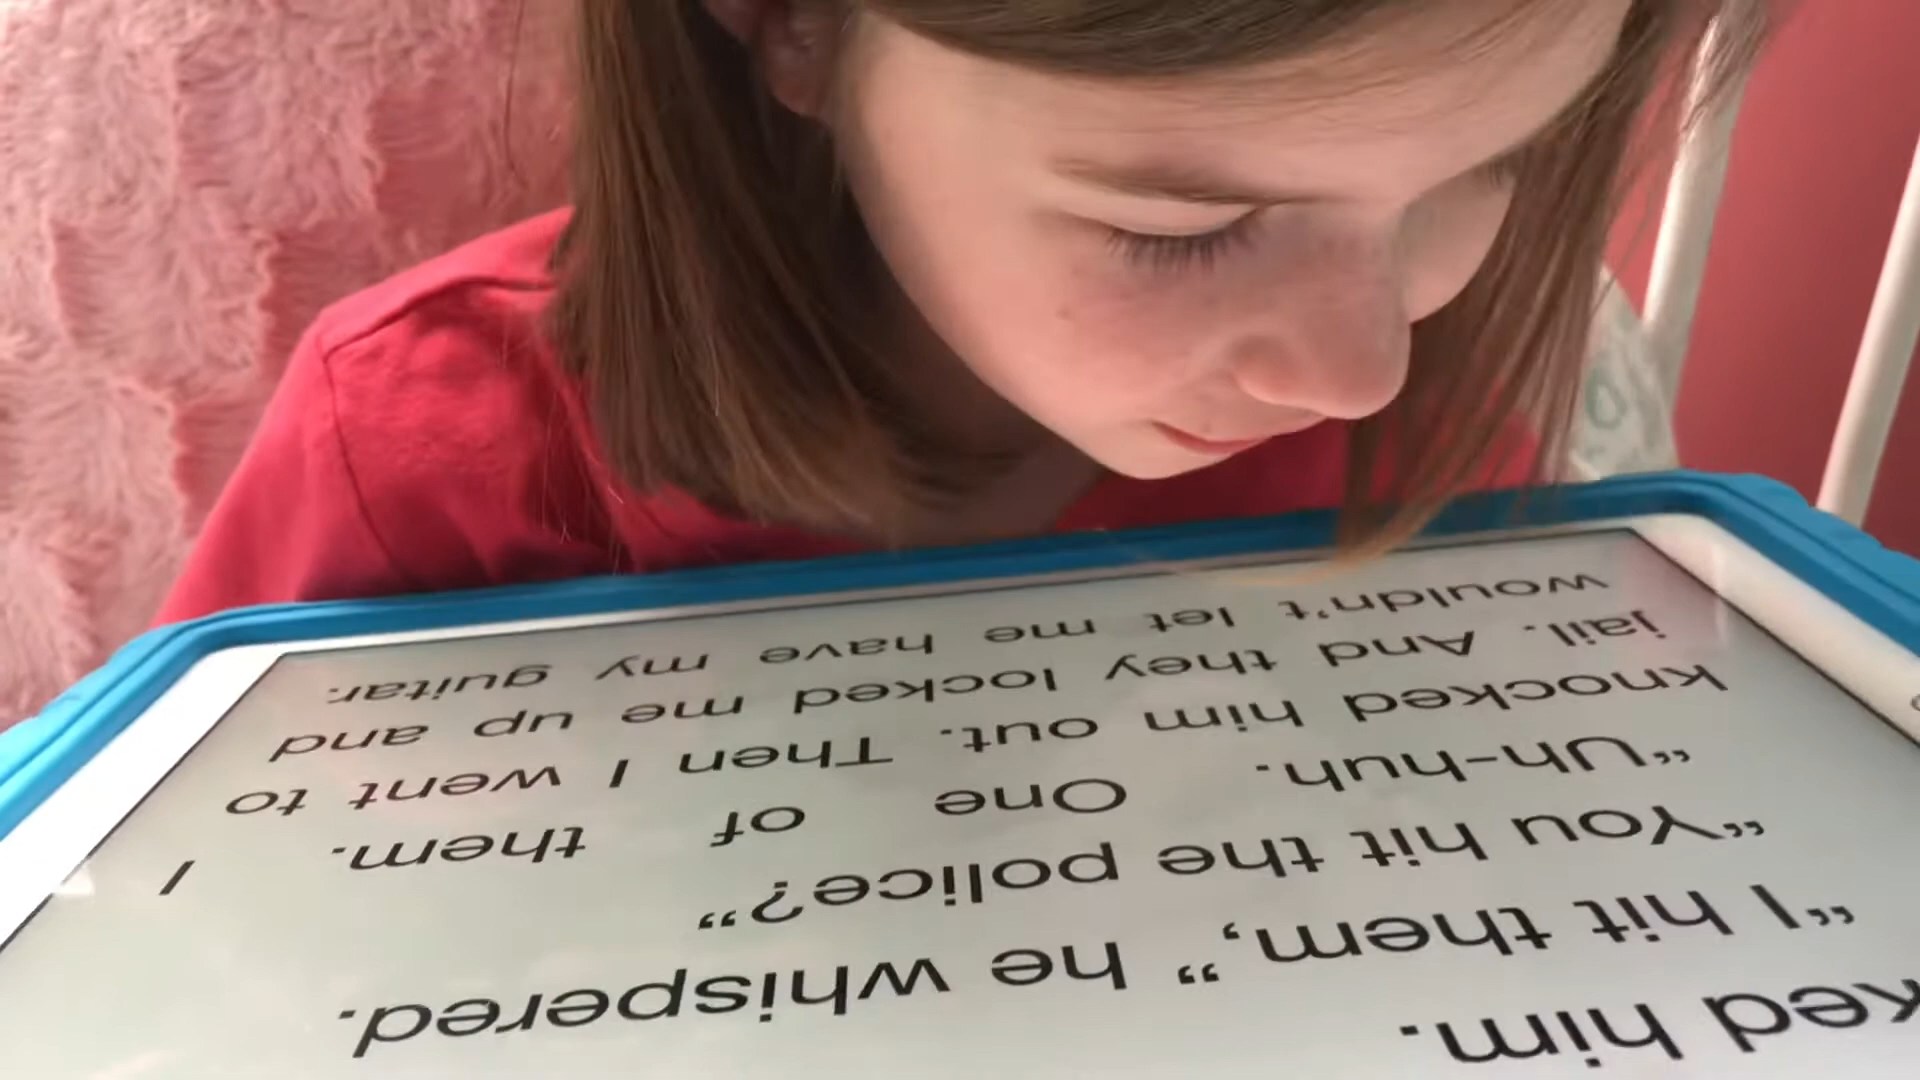 ked him.
“I hit them,” he whispered.
“You hit the police?”
“Uh-huh. One of them. I
knocked him out. Then I went to
jail. And they locked me up and
wouldn’t let me have my guitar.